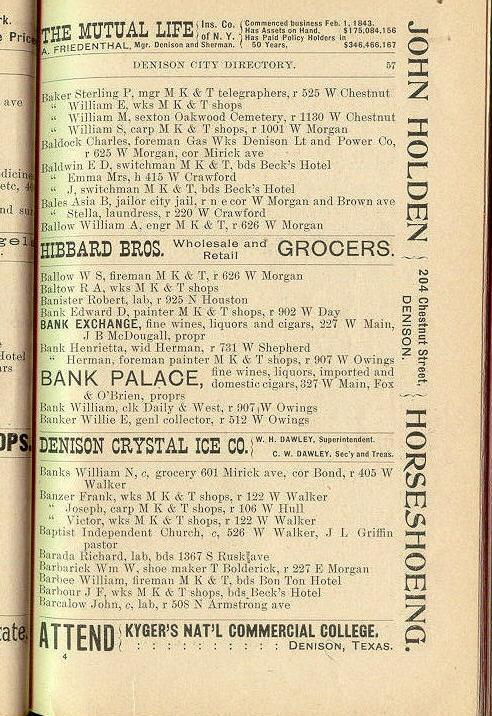 THE MUTUAL LIFE { Ins. Co. of N. Y. { Commenced business Feb. 1, 1843.
Has Assets on Hand, $175,084,156
A. FRIEDENTHAL, Mgr. Denison and Sherman. Has Paid Policy Holders in 50 Years, $346,466,167
DENISON CITY DIRECTORY. 57
Baker Sterling P, mgr M K & T telegraphers, r 525 W Chestnut
“ William E, wks M K & T shops
“ William M, sexton Oakwood Cemetery, r 1130 W Chestnut
“ William S, carp M K & T shops, r 1001 W Morgan
Baldock Charles, foreman Gas Wks Denison Lt and Power Co,
r 625 W Morgan, cor Mirick ave
Baldwin E D, switchman M K & T, bds Beck's Hotel
“ Emma Mrs, h 415 W Crawford
“ J, switchman M K & T, bds Beck's Hotel
Bales Asia B, jailor city jail, r n e cor W Morgan and Brown ave
“ Stella, laundress, r 220 W Crawford
Ballow William A, engr M K & T, r 626 W Morgan
HIBBARD BROS. Wholesale and Retail GROCERS.
Ballow W S, fireman M K & T, r 626 W Morgan
Baltow R A, wks M K & T shops
Banister Robert, lab, r 925 N Houston
Bank Edward D, painter M K & T shops, r 902 W Day
BANK EXCHANGE, fine wines, liquors and cigars, 227 W Main,
J B McDougall, propr
Bank Henrietta, wid Herman, r 731 W Shepherd
“ Herman, foreman painter M K & T shops, r 907 W Owings
BANK PALACE, fine wines, liquors, imported and
domestic cigars, 327 W Main, Fox
& O'Brien, proprs
Bank William, clk Daily & West, r 907 W Owings
Banker Willie E, genl collector, r 512 W Owings
DENISON CRYSTAL ICE CO. { W. H. DAWLEY, Superintendent.
C. W. DAWLEY, Sec'y and Treas.
Banks William N, c, grocery 601 Mirick ave, cor Bond, r 405 W
Walker
Banzer Frank, wks M K & T shops, r 122 W Walker
“ Joseph, carp M K & T shops, r 106 W Hull
“ Victor, wks M K & T shops, r 122 W Walker
Baptist Independent Church, c, 526 W Walker, J L Griffin
pastor
Barada Richard, lab, bds 1367 S Rusk ave
Barbarick Wm W, shoe maker T Bolderick, r 227 E Morgan
Barbee William, fireman M K & T, bds Bon Ton Hotel
Barbour J F, wks M K & T shops, bds Beck's Hotel
Barcalow John, c, lab, r 508 N Armstrong ave
ATTEND { KYGER'S NAT'L COMMERCIAL COLLEGE,
: : : : : : : : : DENISON, TEXAS.
4
JOHN HOLDEN { 204 Chestnut Street, DENISON. } HORSESHOEING.
rk.
e Price
ave
edicine
etc, 40
nd su
gel
Hotel
ars
OPS.
tate.